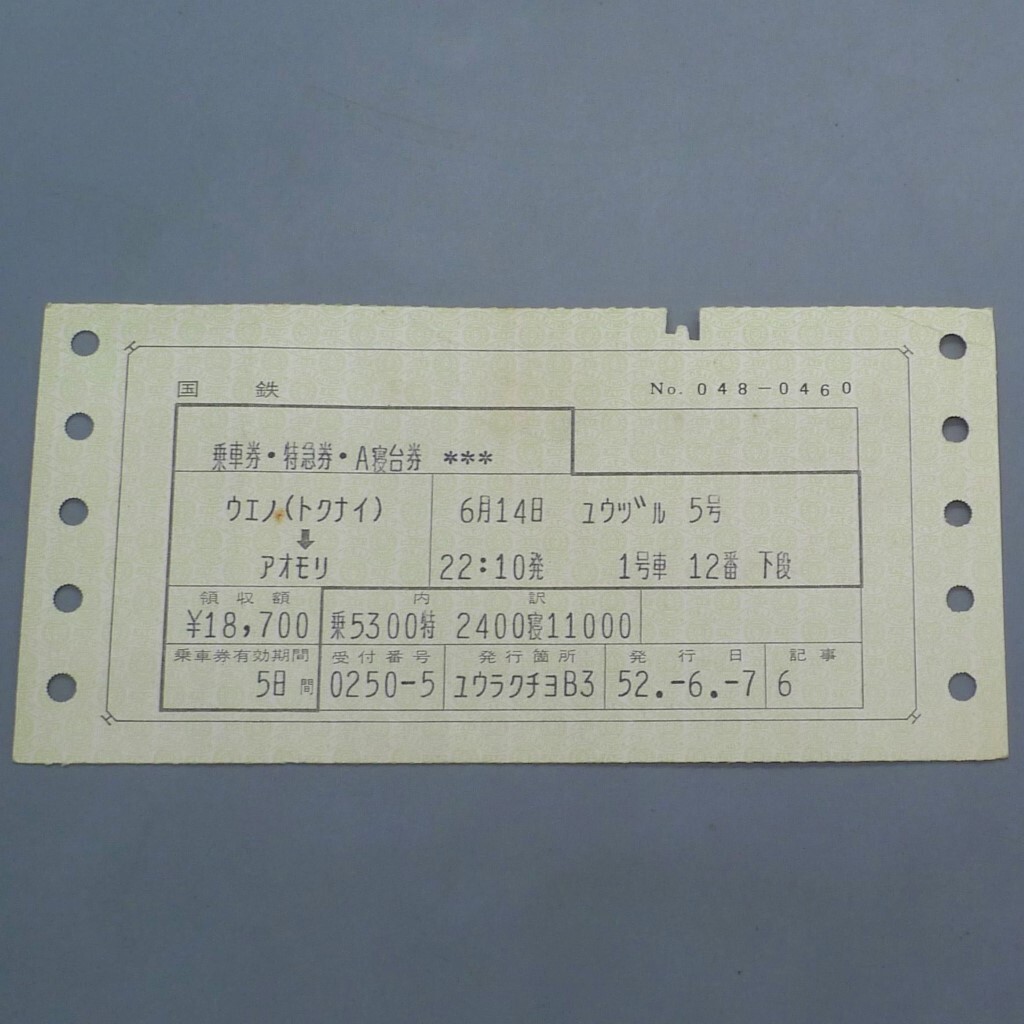 国鉄 No. 048-0460
乗車券・特急券・A寝台券 ***
ウエノ(トクナイ) 6月14日 ユウヅル 5号
⬇
アオモリ 22:10発 1号車 12番 下段
領収額 内訳
¥18,700 乗5300特 2400寝11000
乗車券有効期間 受付番号 発行箇所 発行日 記事
5日間 0250-5 ユウラクチヨB3 52.-6.-7 6